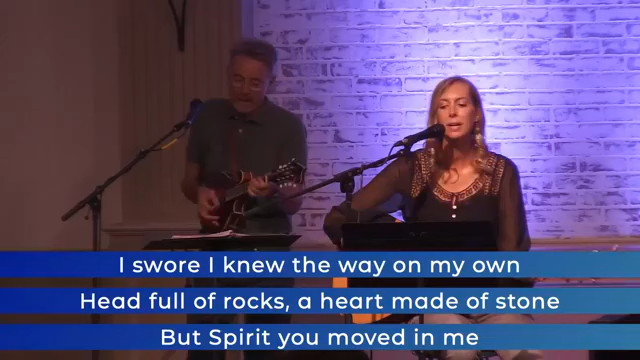 I swore I knew the way on my own
Head full of rocks, a heart made of stone
But Spirit you moved in me